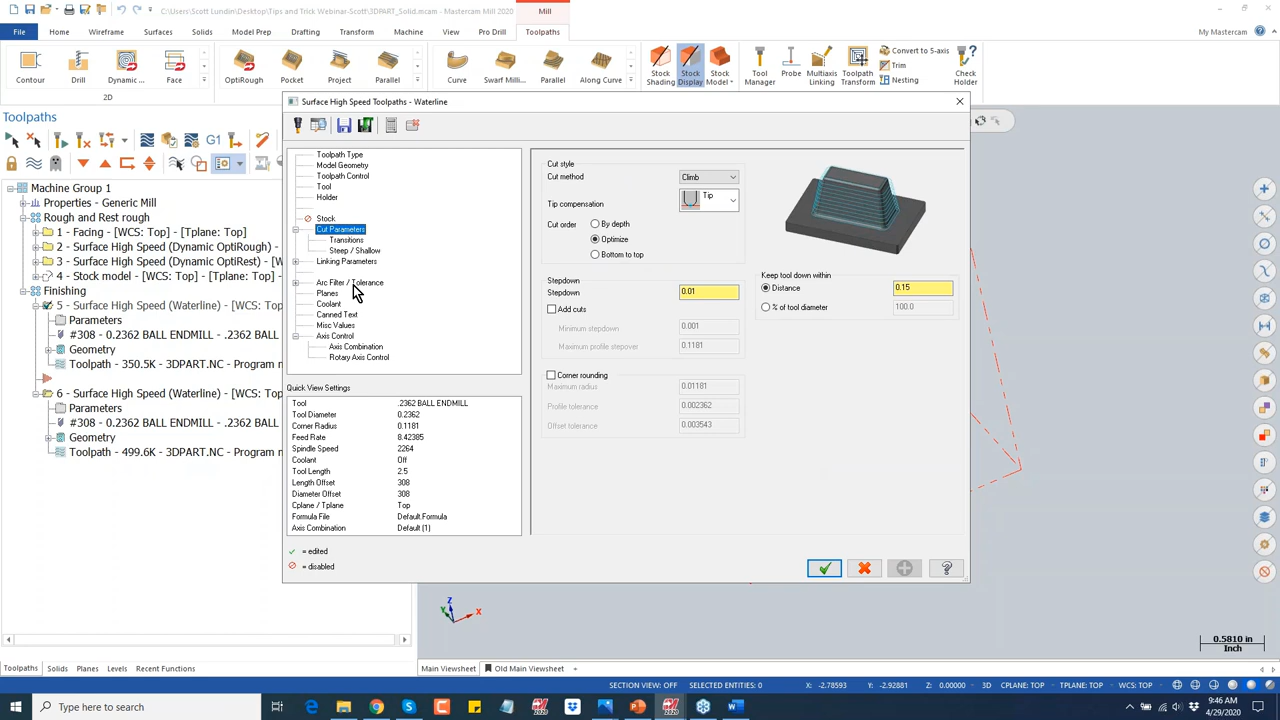 C:\Users\Scott Lundin\Desktop\Tips and Trick Webinar-Scott\3DPART_Solid.mcam - Mastercam Mill 2020
Mill
File Home Wireframe Surfaces Solids Model Prep Drafting Transform Machine View Pro Drill Toolpaths
My Mastercam
Contour Drill Dynamic ... Face
OptiRough Pocket Project Parallel
Curve Swarf Milli... Parallel Along Curve
Stock Shading
Stock Display
Stock Model
Tool Manager
Probe
Multiaxis Linking
Toolpath Transform
Convert to 5-axis
Trim
Nesting
Check Holder
2D
Toolpaths
G1
Machine Group 1
Properties - Generic Mill
Rough and Rest rough
1 - Facing - [WCS: Top] - [Tplane: Top]
2 - Surface High Speed (Dynamic OptiRough)
3 - Surface High Speed (Dynamic OptiRough)
4 - Stock model - [WCS: Top] - [Tplane: Top]
Finishing
5 - Surface High Speed (Waterline) - [WCS: Top
Parameters
#308 - 0.2362 BALL ENDMILL - .2362 B
Geometry
Toolpath - 350.5K - 3DPART.NC - Program n
6 - Surface High Speed (Waterline) - [WCS: Top
Parameters
#308 - 0.2362 BALL ENDMILL - .2362 B
Geometry
Toolpath - 499.6K - 3DPART.NC - Program n
Surface High Speed Toolpaths - Waterline
Toolpath Type
Model Geometry
Toolpath Control
Tool
Holder
Stock
Cut Parameters
Transitions
Steep / Shallow
Linking Parameters
Arc Filter / Tolerance
Planes
Coolant
Canned Text
Misc Values
Axis Control
Axis Combination
Rotary Axis Control
Quick View Settings
Tool .2362 BALL ENDMILL
Tool Diameter 0.2362
Corner Radius 0.1181
Feed Rate 8.42385
Spindle Speed 2264
Coolant Off
Tool Length 2.5
Length Offset 308
Diameter Offset 308
Cplane / Tplane Top
Formula File Default.Formula
Axis Combination Default (1)
= edited
= disabled
Cut style
Cut method Climb
Tip compensation Tip
Cut order By depth
Optimize
Bottom to top
Stepdown
Stepdown 0.01
Add cuts
Minimum stepdown 0.001
Maximum profile stepover 0.1181
Corner rounding
Maximum radius 0.01181
Profile tolerance 0.002362
Offset tolerance 0.003543
Keep tool down within
Distance 0.15
% of tool diameter 100.0
Z
Y
X
0.5810 in
Inch
Toolpaths Solids Planes Levels Recent Functions
Main Viewsheet Old Main Viewsheet +
SECTION VIEW: OFF SELECTED ENTITIES: 0 X: -2.78593 Y: -2.92881 Z: 0.00000 3D CPLANE: TOP TPLANE: TOP WCS: TOP
Type here to search
9:46 AM
4/29/2020